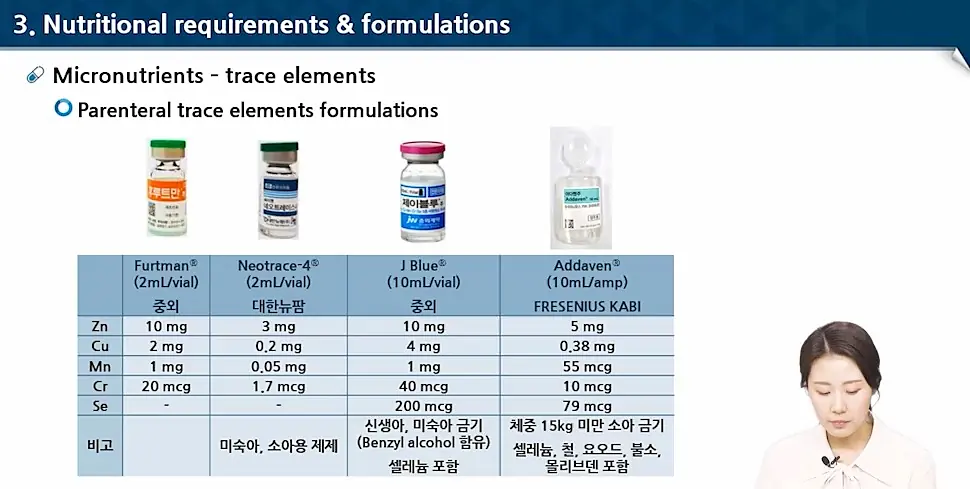 3. Nutritional requirements & formulations
Micronutrients - trace elements
Parenteral trace elements formulations
Furtman® Neotrace-4® J Blue® Addaven®
(2mL/vial) (2mL/vial) (10mL/vial) (10mL/amp)
중외 대한뉴팜 중외 FRESENIUS KABI
Zn 10 mg 3 mg 10 mg 5 mg
Cu 2 mg 0.2 mg 4 mg 0.38 mg
Mn 1 mg 0.05 mg 1 mg 55 mcg
Cr 20 mcg 1.7 mcg 40 mcg 10 mcg
Se - - 200 mcg 79 mcg
비고 미숙아, 소아용 제제 신생아, 미숙아 금기 체중 15kg 미만 소아 금기
(Benzyl alcohol 함유) 셀레늄, 철, 요오드, 불소,
셀레늄 포함 몰리브덴 포함
제이블루
Addaven